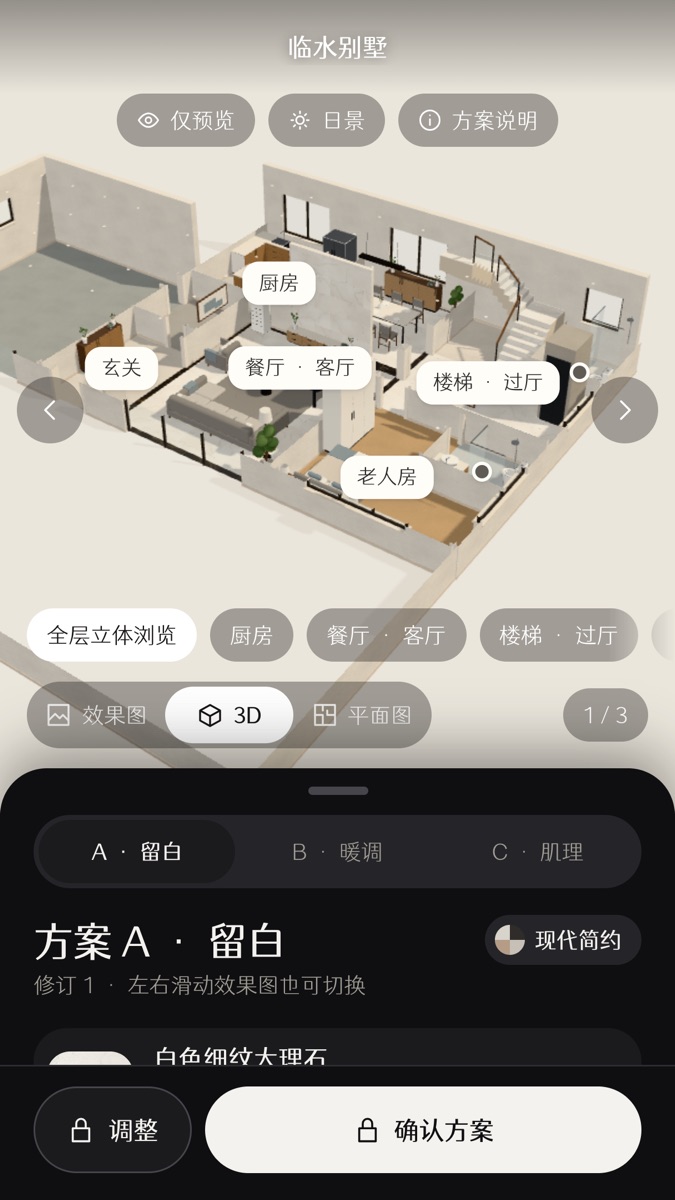 临水别墅
仅预览
日景
方案说明
厨房
玄关
餐厅 · 客厅
楼梯 · 过厅
老人房
全层立体浏览
厨房
餐厅 · 客厅
楼梯 · 过厅
效果图
3D
平面图
1 / 3
A · 留白
B · 暖调
C · 肌理
方案 A · 留白
现代简约
修订 1 · 左右滑动效果图也可切换
白色细纹大理石
调整
确认方案